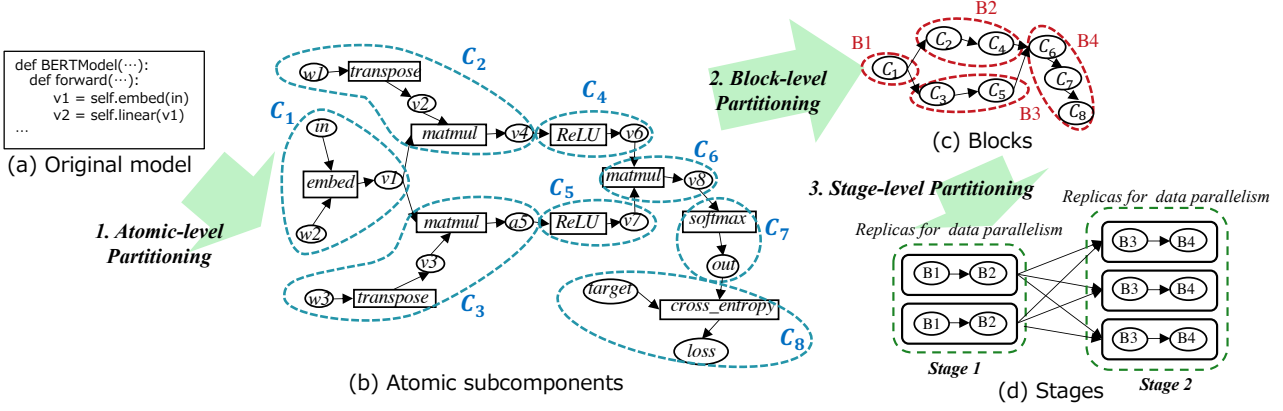 def BERTModel(…):
def forward(…):
v1 = self.embed(in)
v2 = self.linear(v1)
…
(a) Original model
1. Atomic-level
Partitioning
C1
in
embed
v1
w2
C2
w1
transpose
v2
matmul
v4
C3
matmul
a5
v3
w3
transpose
C4
ReLU
v6
C5
ReLU
v7
C6
matmul
v8
C7
softmax
out
C8
target
cross_entropy
loss
(b) Atomic subcomponents
2. Block-level
Partitioning
B1
C1
B2
C2
C4
B3
C3
C5
B4
C6
C7
C8
(c) Blocks
3. Stage-level Partitioning
Replicas for data parallelism
B1
B2
B1
B2
Stage 1
Replicas for data parallelism
B3
B4
B3
B4
B3
B4
Stage 2
(d) Stages